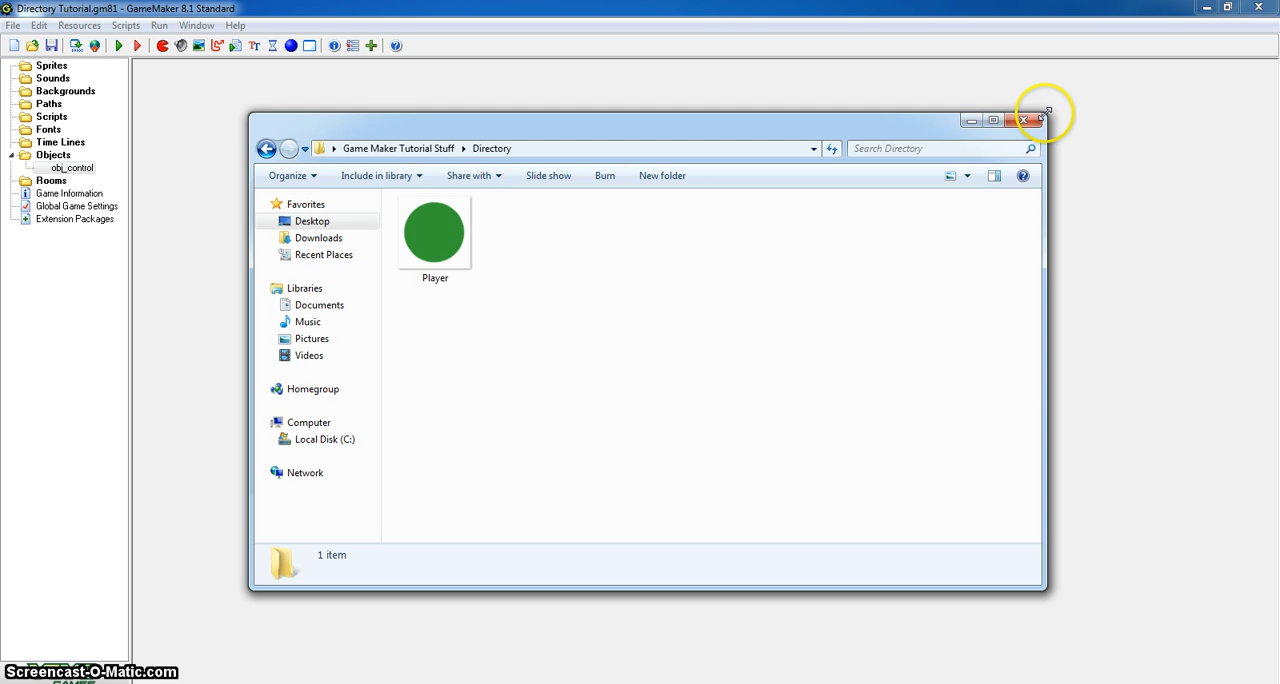 Directory Tutorial.gm81 - GameMaker 8.1 Standard
File Edit Resources Scripts Run Window Help
Sprites
Sounds
Backgrounds
Paths
Scripts
Fonts
Time Lines
Objects
obj_control
Rooms
Game Information
Global Game Settings
Extension Packages
Game Maker Tutorial Stuff Directory
Search Directory
Organize Include in library Share with Slide show Burn New folder
Favorites
Desktop
Downloads
Recent Places
Libraries
Documents
Music
Pictures
Videos
Homegroup
Computer
Local Disk (C:)
Network
Player
1 item
Screencast-O-Matic.com
GAMES